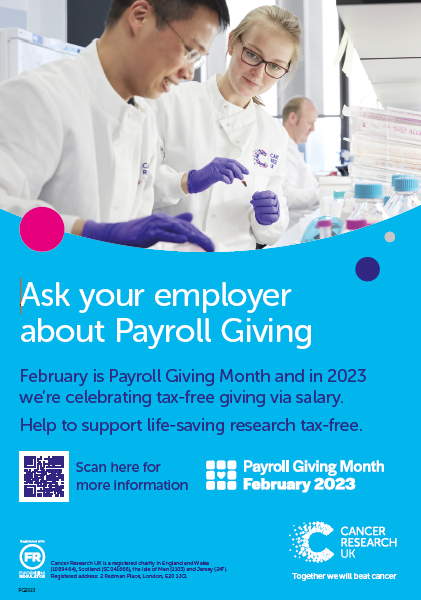 Ask your employer
about Payroll Giving
February is Payroll Giving Month and in 2023
we're celebrating tax-free giving via salary.
Help to support life-saving research tax-free.
Scan here for
more information
Payroll Giving Month
February 2023
CANCER
RESEARCH
UK
Together we will beat cancer
Registered with
FR
Cancer Research UK is a registered charity in England and Wales
(1089464), Scotland (SC041666), the Isle of Man (1103) and Jersey (247).
Registered address: 2 Redman Place, London, E20 1JQ.
PG2023